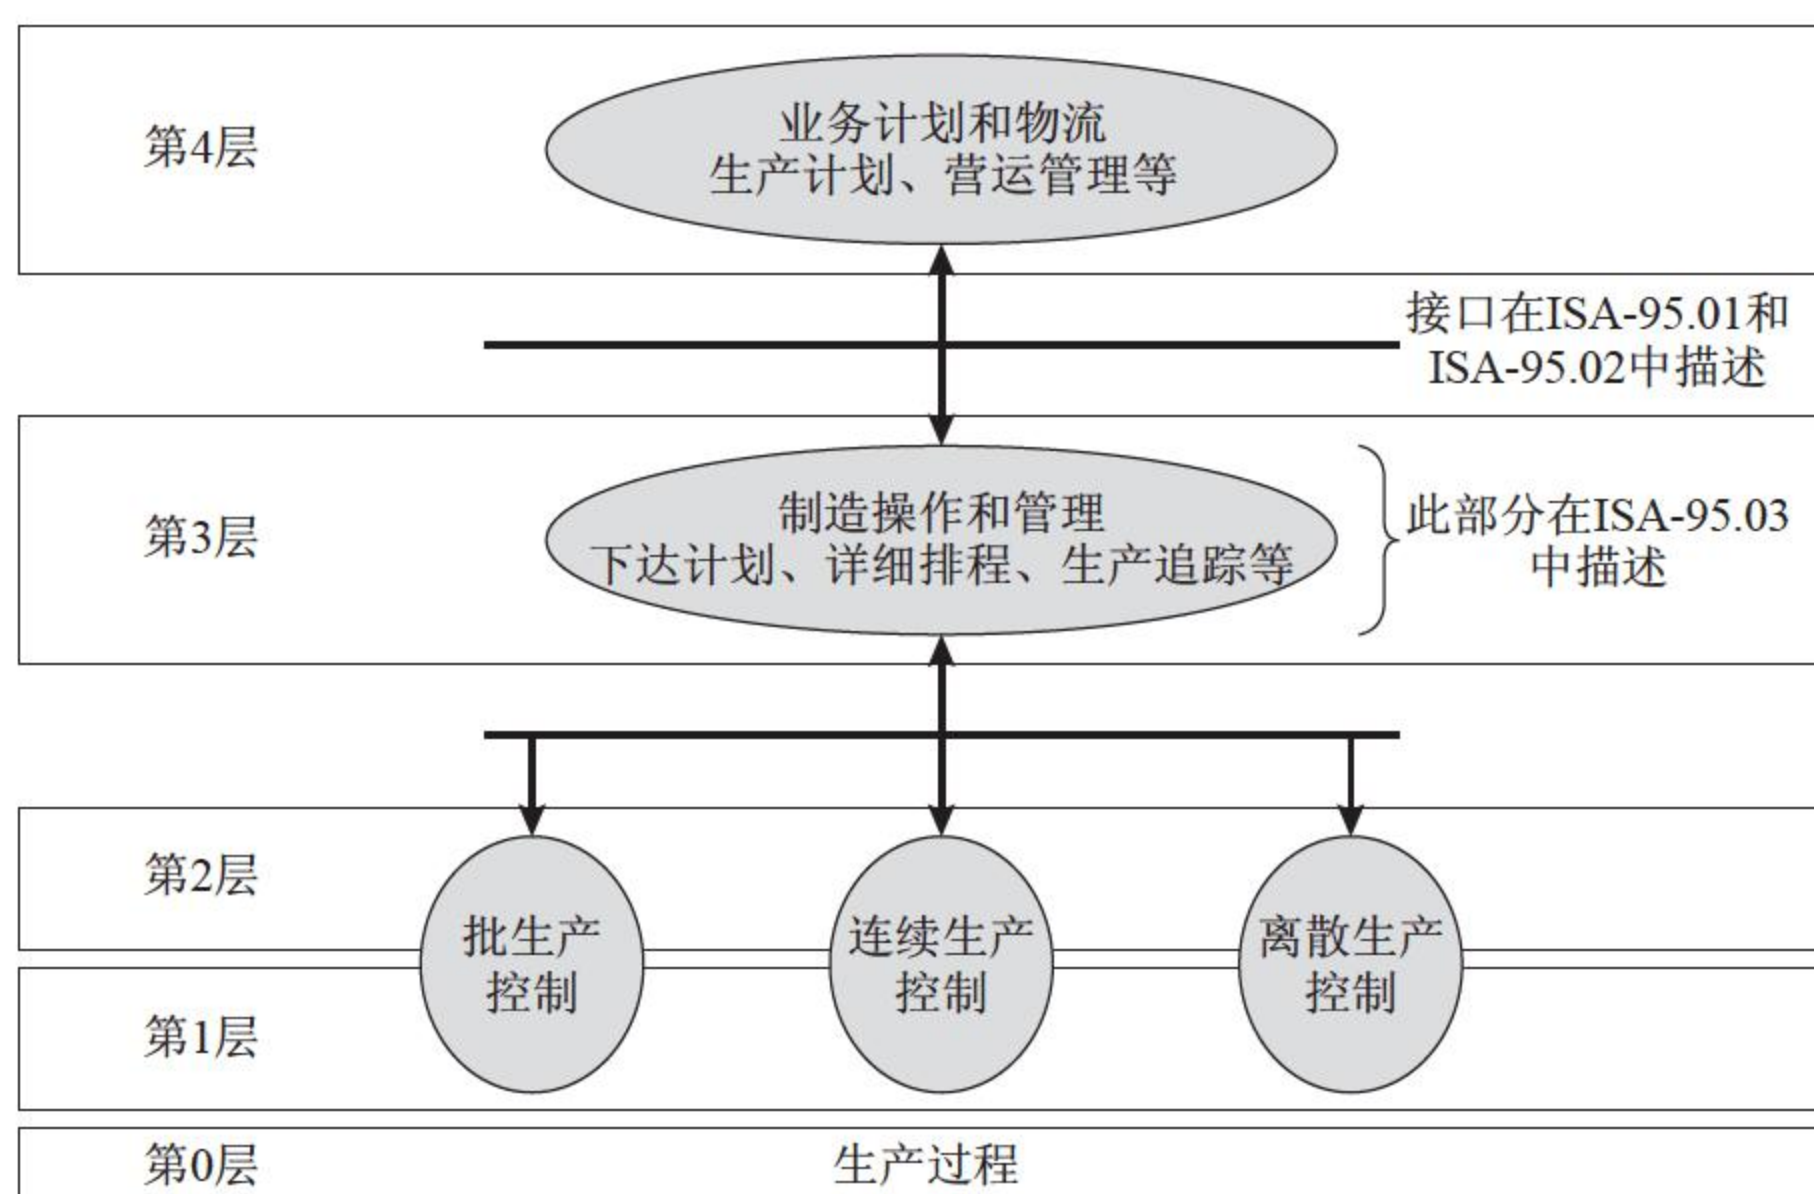 第4层
业务计划和物流
生产计划、营运管理等
接口在ISA-95.01和
ISA-95.02中描述
第3层
制造操作和管理
下达计划、详细排程、生产追踪等
此部分在ISA-95.03
中描述
第2层
批生产
控制
连续生产
控制
离散生产
控制
第1层
第0层
生产过程